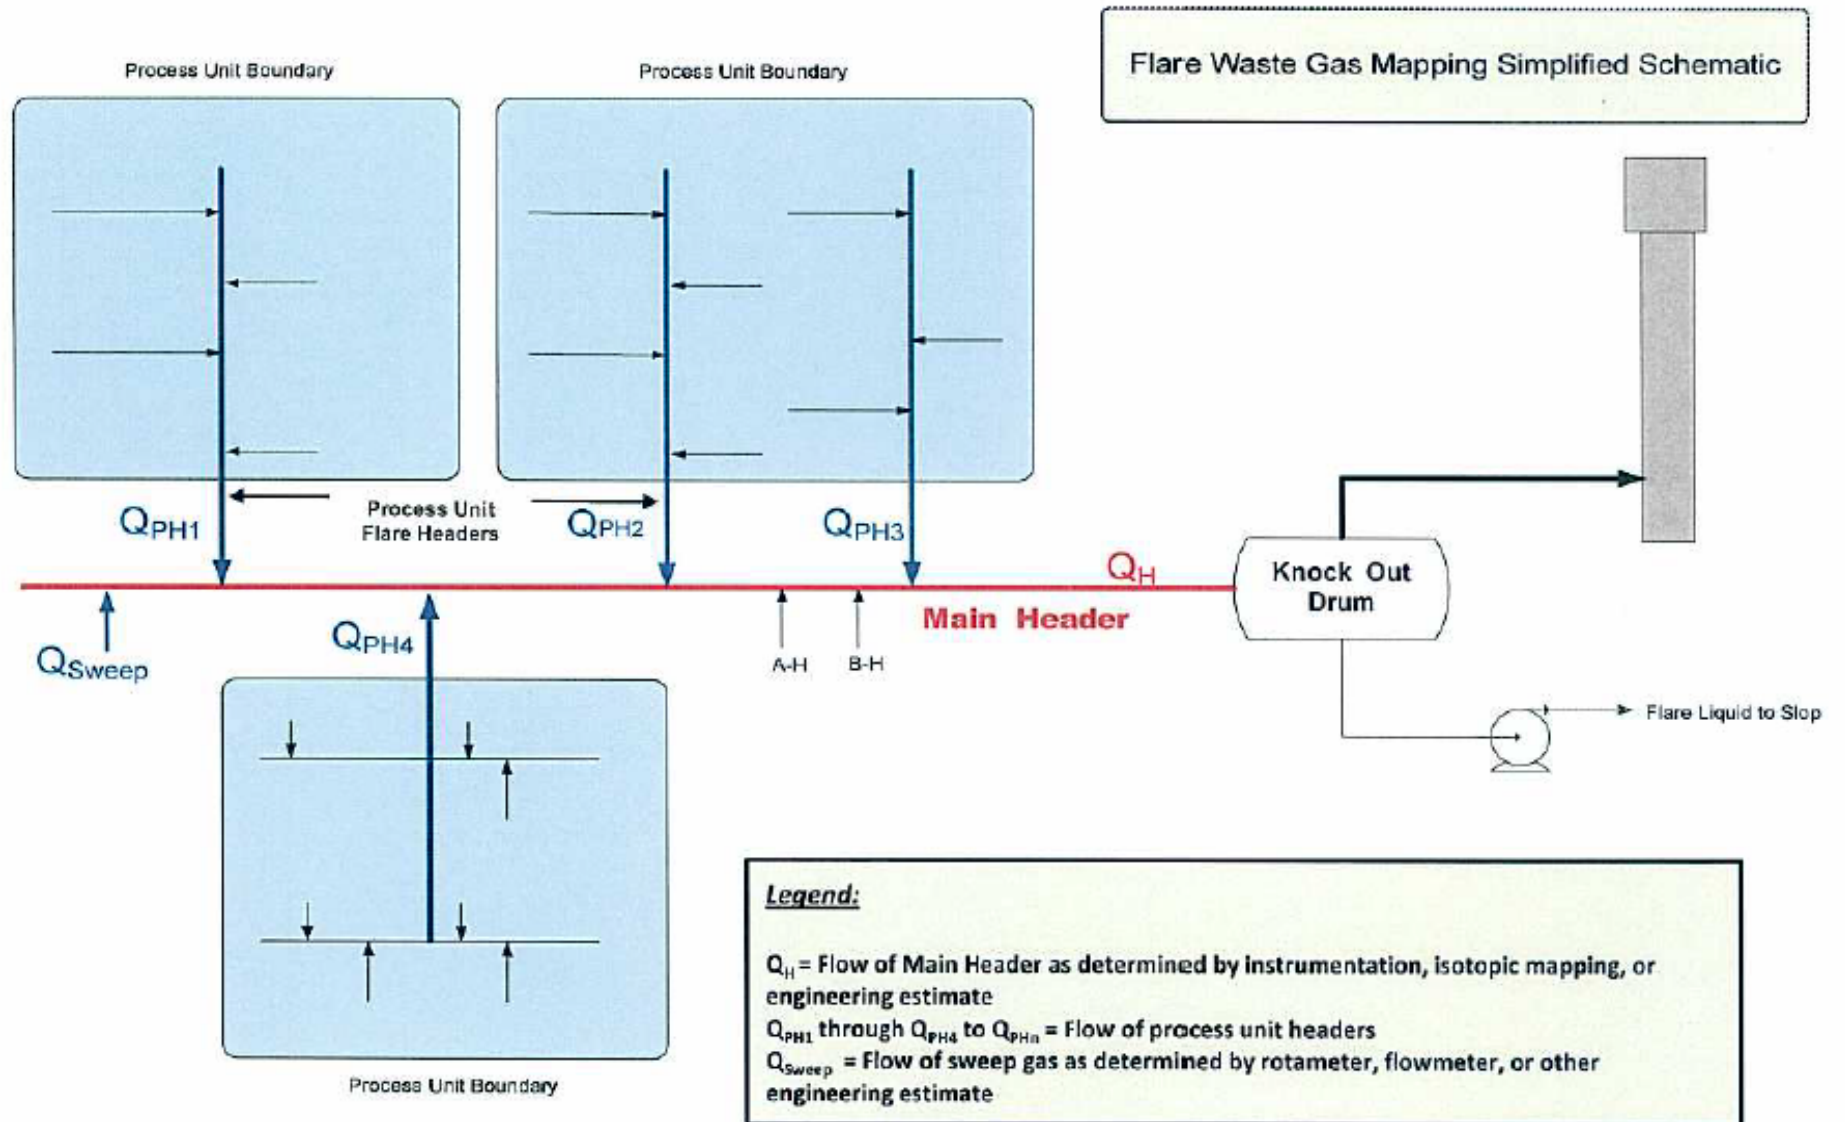 Flare Waste Gas Mapping Simplified Schematic
Process Unit Boundary
Process Unit Boundary
QPH1
Process Unit
Flare Headers
QPH2
QPH3
QH
Knock Out
Drum
Main Header
QSweep
QPH4
A-H
B-H
Flare Liquid to Slop
Process Unit Boundary
Legend:
QH = Flow of Main Header as determined by instrumentation, isotopic mapping, or
engineering estimate
QPH1 through QPH4 to QPHn = Flow of process unit headers
QSweep = Flow of sweep gas as determined by rotameter, flowmeter, or other
engineering estimate